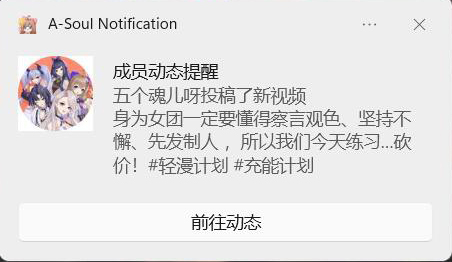 A-Soul Notification
成员动态提醒
五个魂儿呀投稿了新视频
身为女团一定要懂得察言观色、坚持不
懈、先发制人 ，所以我们今天练习...砍
价！#轻漫计划 #充能计划
前往动态